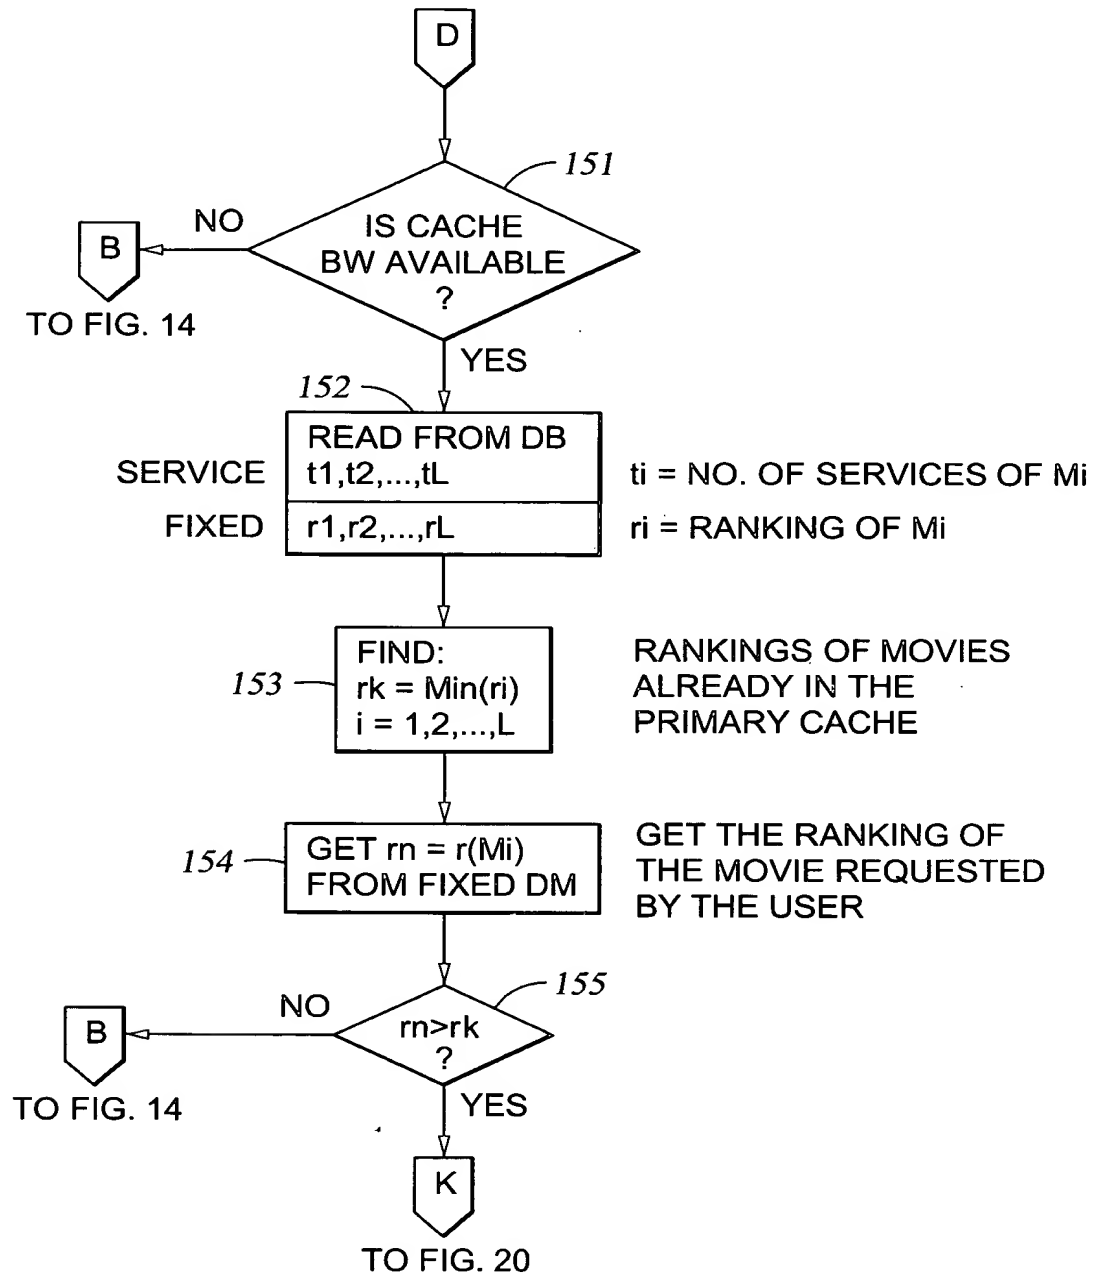 D
151
IS CACHE
BW AVAILABLE
?
NO
B
TO FIG. 14
YES
152
READ FROM DB
SERVICE
t1,t2,...,tL
ti = NO. OF SERVICES OF Mi
FIXED
r1,r2,...,rL
ri = RANKING OF Mi
153
FIND:
rk = Min(ri)
i = 1,2,...,L
RANKINGS OF MOVIES
ALREADY IN THE
PRIMARY CACHE
154
GET rn = r(Mi)
FROM FIXED DM
GET THE RANKING OF
THE MOVIE REQUESTED
BY THE USER
155
rn>rk
?
NO
B
TO FIG. 14
YES
K
TO FIG. 20